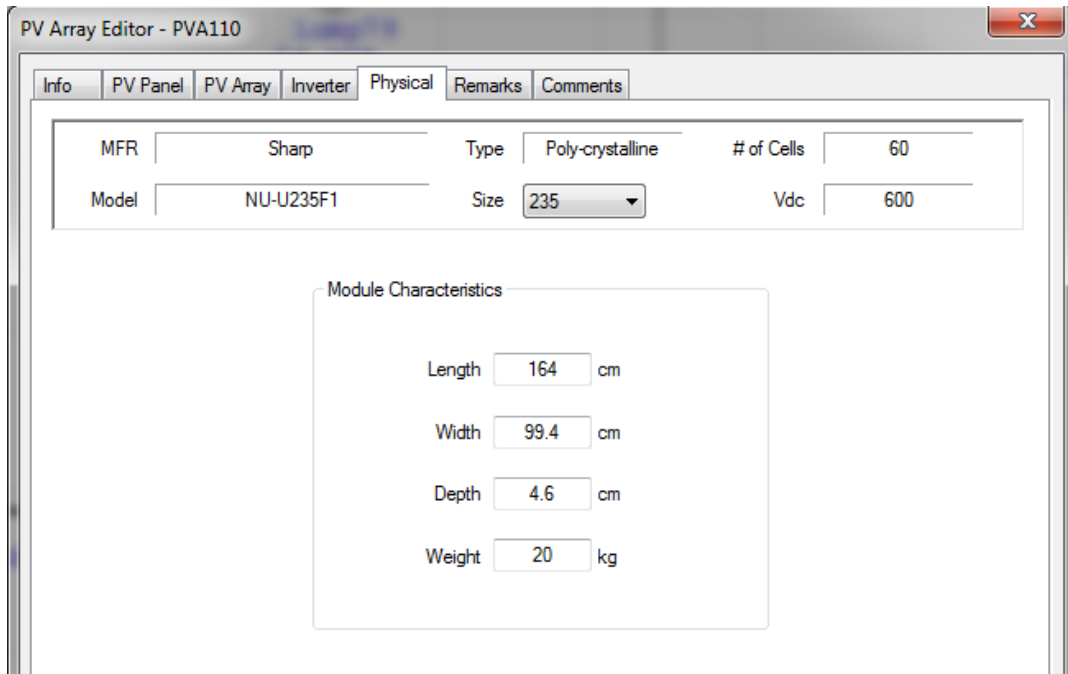 PV Array Editor - PVA110
Info PV Panel PV Array Inverter Physical Remarks Comments
MFR Sharp Type Poly-crystalline # of Cells 60
Model NU-U235F1 Size 235 Vdc 600
Module Characteristics
Length 164 cm
Width 99.4 cm
Depth 4.6 cm
Weight 20 kg